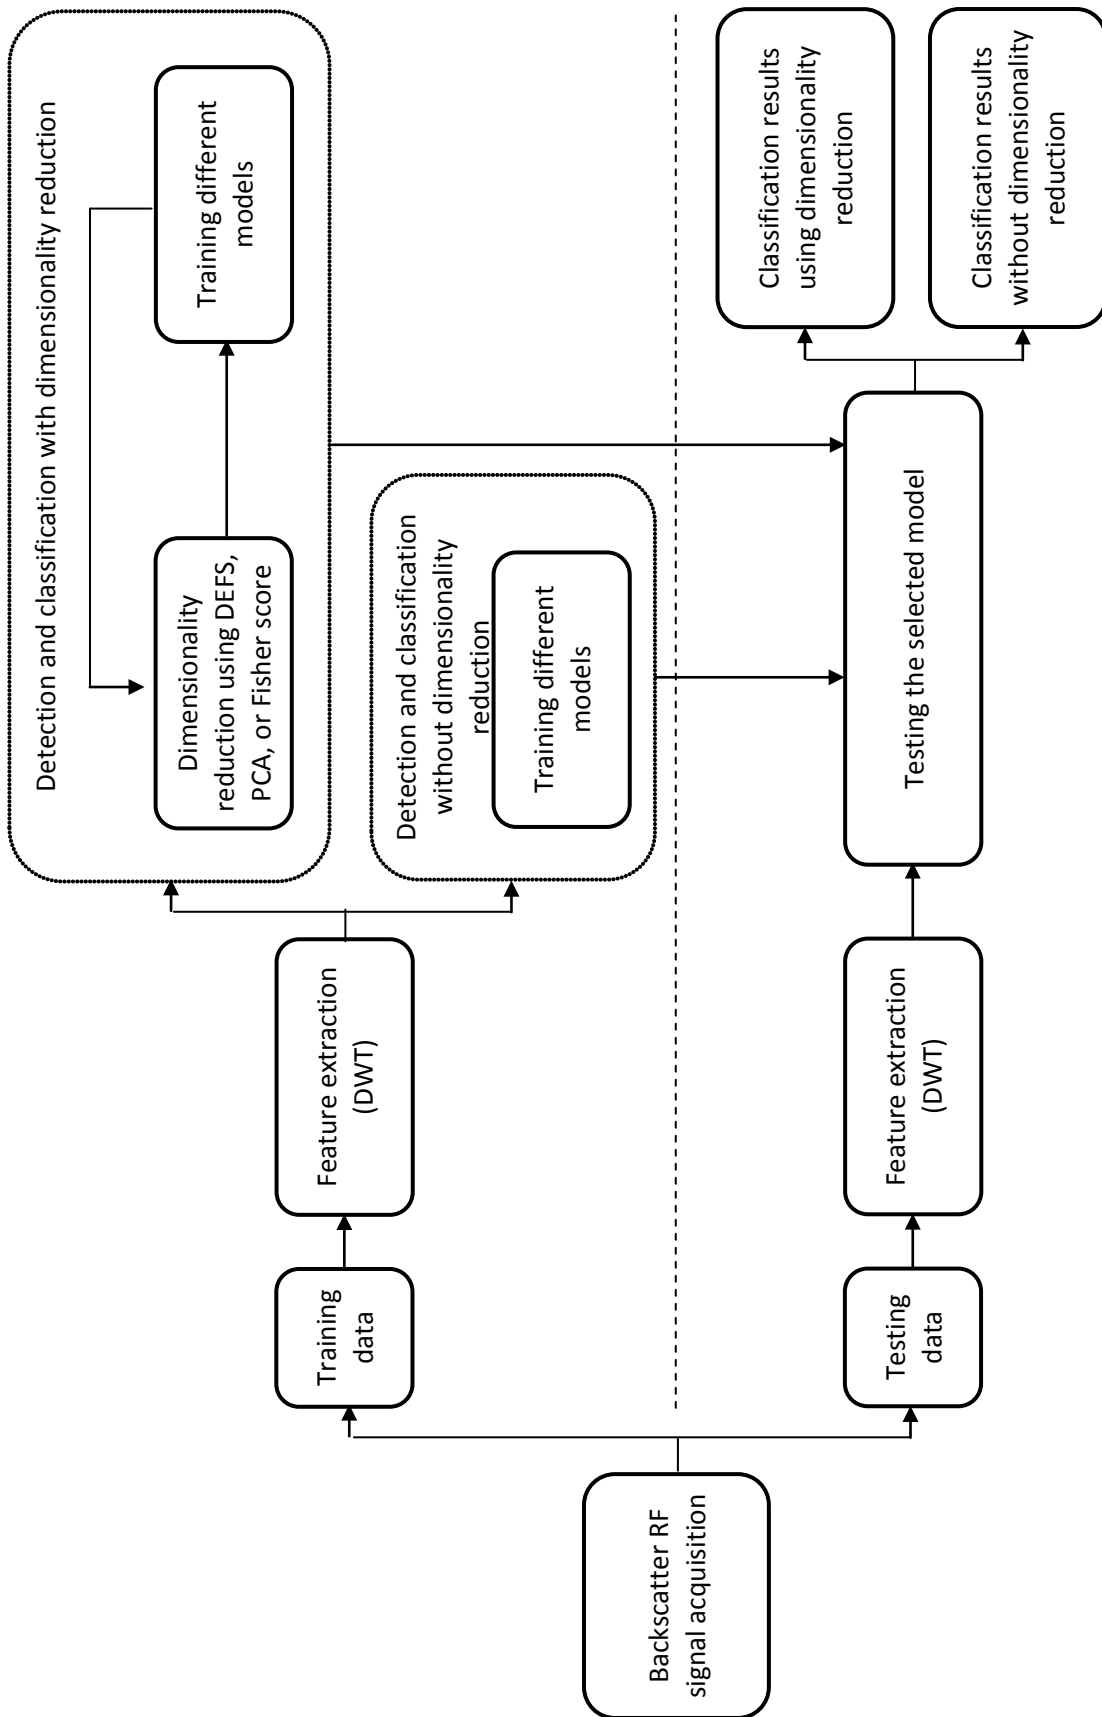 Backscatter RF
signal acquisition
Training
data
Feature extraction
(DWT)
Detection and classification with dimensionality reduction
Dimensionality
reduction using DEFS,
PCA, or Fisher score
Training different
models
Detection and classification
without dimensionality
reduction
Training different
models
Testing
data
Feature extraction
(DWT)
Testing the selected model
Classification results
using dimensionality
reduction
Classification results
without dimensionality
reduction